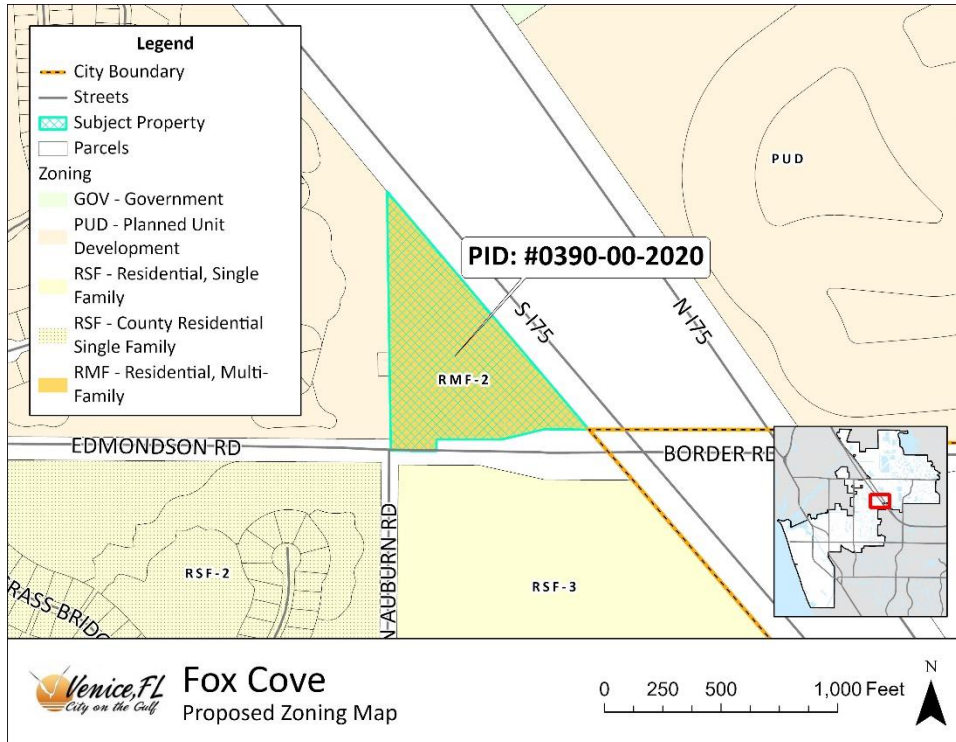 Legend
City Boundary
Streets
Subject Property
Parcels
Zoning
GOV - Government
PUD - Planned Unit
Development
RSF - Residential, Single
Family
RSF - County Residential
Single Family
RMF - Residential, Multi-
Family
PUD
PID: #0390-00-2020
S I75
N I75
RMF-2
EDMONDSON RD
BORDER RD
N AUBURN RD
RSF-2
RSF-3
Venice, FL
City on the Gulf
Fox Cove
Proposed Zoning Map
0 250 500 1,000 Feet
N